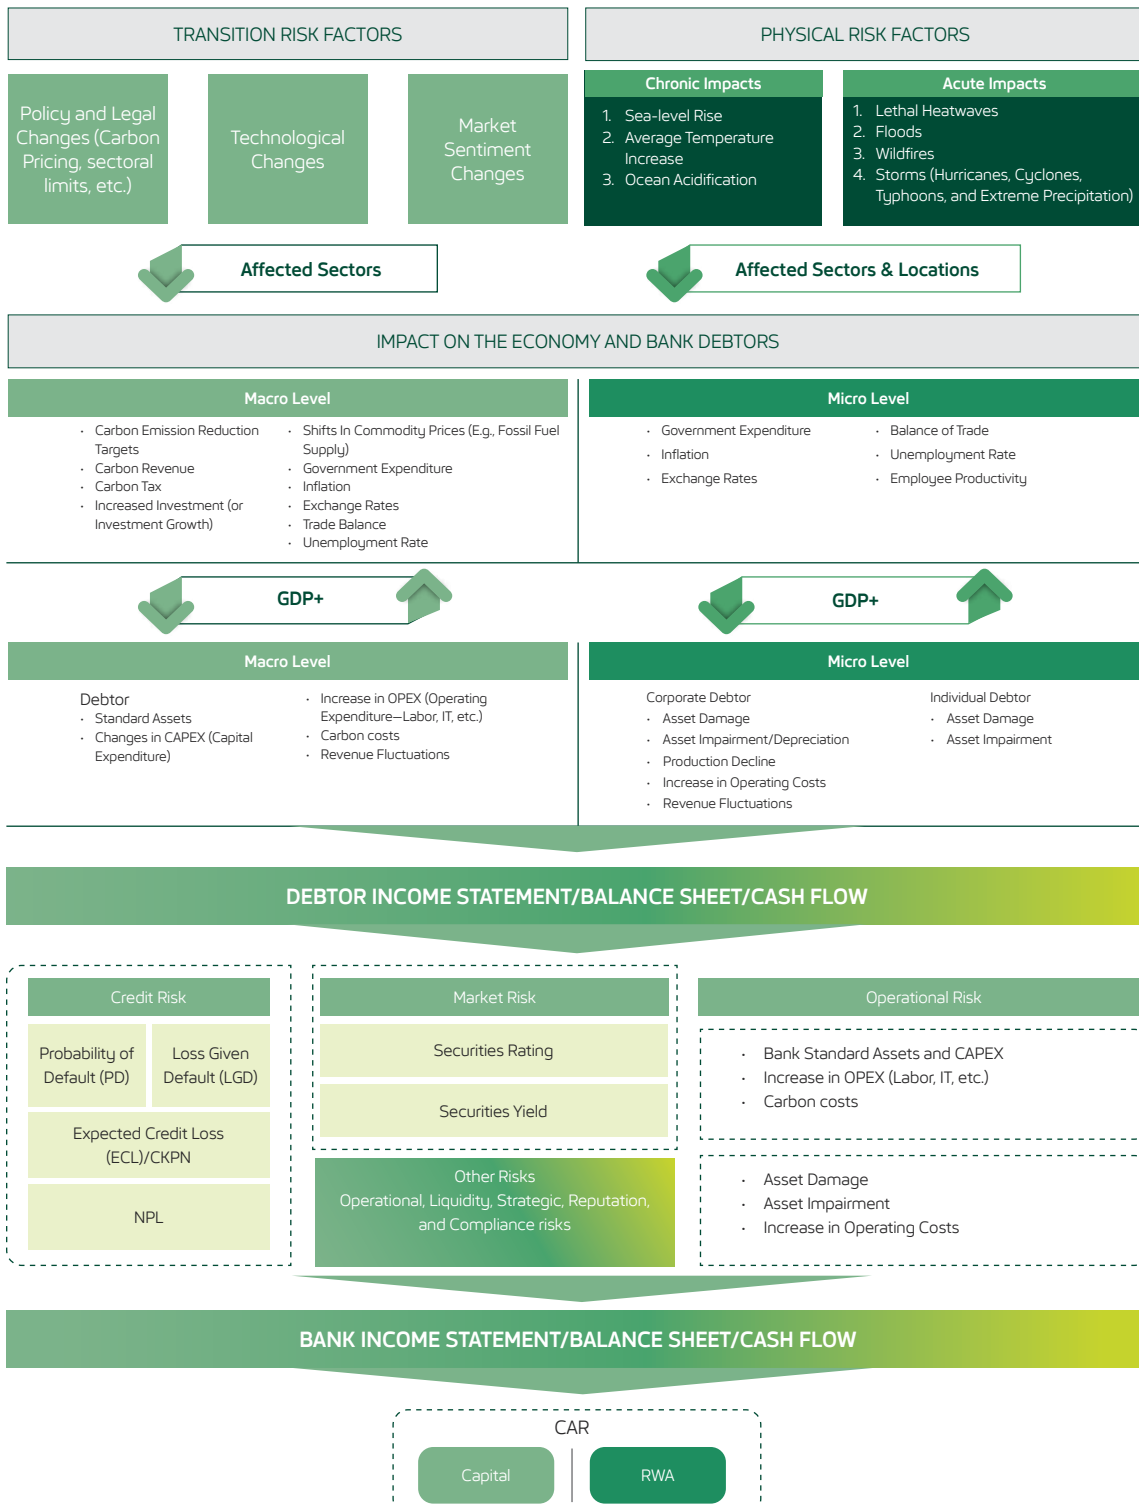 TRANSITION RISK FACTORS
Policy and Legal
Changes (Carbon
Pricing, sectoral
limits, etc.)
Technological
Changes
Market
Sentiment
Changes
PHYSICAL RISK FACTORS
Chronic Impacts
1. Sea-level Rise
2. Average Temperature
Increase
3. Ocean Acidification
Acute Impacts
1. Lethal Heatwaves
2. Floods
3. Wildfires
4. Storms (Hurricanes, Cyclones,
Typhoons, and Extreme Precipitation)
Affected Sectors
Affected Sectors & Locations
IMPACT ON THE ECONOMY AND BANK DEBTORS
Macro Level
• Carbon Emission Reduction
Targets
• Carbon Revenue
• Carbon Tax
• Increased Investment (or
Investment Growth)
• Shifts In Commodity Prices (E.g., Fossil Fuel
Supply)
• Government Expenditure
• Inflation
• Exchange Rates
• Trade Balance
• Unemployment Rate
Micro Level
• Government Expenditure
• Inflation
• Exchange Rates
• Balance of Trade
• Unemployment Rate
• Employee Productivity
GDP+
GDP+
Macro Level
Debtor
• Standard Assets
• Changes in CAPEX (Capital
Expenditure)
• Increase in OPEX (Operating
Expenditure—Labor, IT, etc.)
• Carbon costs
• Revenue Fluctuations
Micro Level
Corporate Debtor
• Asset Damage
• Asset Impairment/Depreciation
• Production Decline
• Increase in Operating Costs
• Revenue Fluctuations
Individual Debtor
• Asset Damage
• Asset Impairment
DEBTOR INCOME STATEMENT/BALANCE SHEET/CASH FLOW
Credit Risk
Probability of
Default (PD)
Loss Given
Default (LGD)
Expected Credit Loss
(ECL)/CKPN
NPL
Market Risk
Securities Rating
Securities Yield
Other Risks
Operational, Liquidity, Strategic, Reputation,
and Compliance risks
Operational Risk
• Bank Standard Assets and CAPEX
• Increase in OPEX (Labor, IT, etc.)
• Carbon costs
• Asset Damage
• Asset Impairment
• Increase in Operating Costs
BANK INCOME STATEMENT/BALANCE SHEET/CASH FLOW
CAR
Capital
RWA